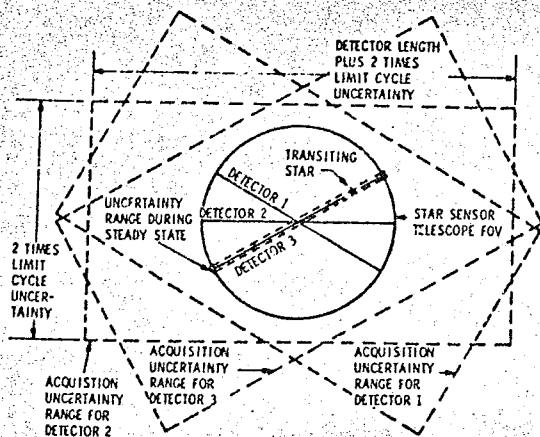 DETECTOR LENGTH
PLUS 2 TIMES
LIMIT CYCLE
UNCERTAINTY
TRANSITING
STAR
DETECTOR 1
UNCERTAINTY
RANGE DURING
STEADY STATE
DETECTOR 2
DETECTOR 3
STAR SENSOR
TELESCOPE FOV
2 TIMES
LIMIT
CYCLE
UNCER-
TAINTY
ACQUISTION
UNCERTAINTY
RANGE FOR
DETECTOR 2
ACQUISITION
UNCERTAINTY
RANGE FOR
DETECTOR 3
ACQUISITION
UNCERTAINTY
RANGE FOR
DETECTOR 1